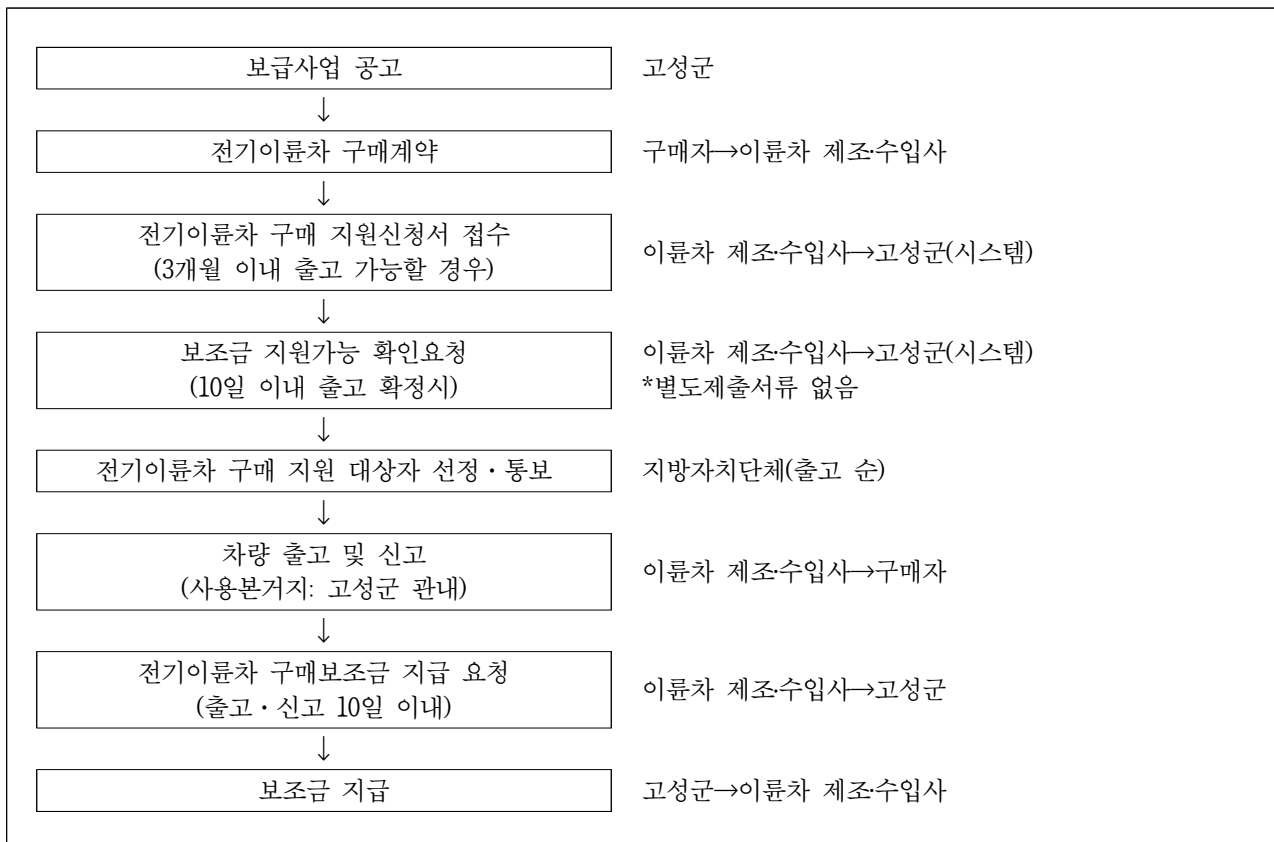 보급사업 공고 고성군
↓
전기이륜차 구매계약 구매자→이륜차 제조·수입사
↓
전기이륜차 구매 지원신청서 접수
(3개월 이내 출고 가능할 경우)
이륜차 제조·수입사→고성군(시스템)
↓
보조금 지원가능 확인요청
(10일 이내 출고 확정시)
이륜차 제조·수입사→고성군(시스템)
*별도제출서류 없음
↓
전기이륜차 구매 지원 대상자 선정·통보 지방자치단체(출고 순)
↓
차량 출고 및 신고
(사용본거지: 고성군 관내)
이륜차 제조·수입사→구매자
↓
전기이륜차 구매보조금 지급 요청
(출고·신고 10일 이내)
이륜차 제조·수입사→고성군
↓
보조금 지급 고성군→이륜차 제조·수입사